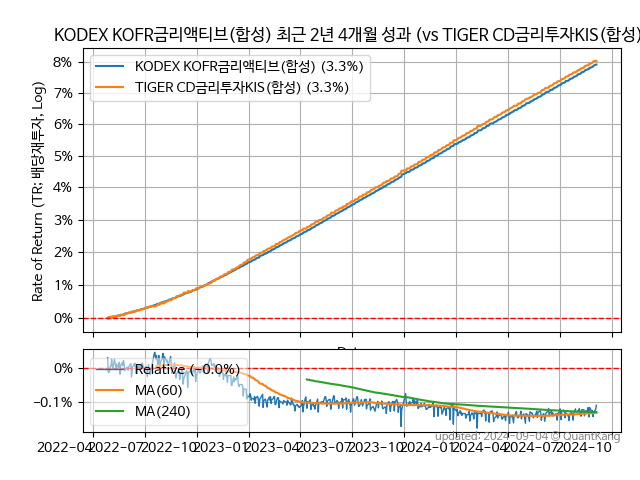 KODEX KOFR금리액티브(합성) 최근 2년 4개월 성과 (vs TIGER CD금리투자KIS(합성)
Rate of Return (TR; 배당재투자, Log)
8%
7%
6%
5%
4%
3%
2%
1%
0%
KODEX KOFR금리액티브(합성) (3.3%)
TIGER CD금리투자KIS(합성) (3.3%)
0%
−0.1%
Relative (−0.0%)
MA(60)
MA(240)
updated: 2024-09-04 © QuantKang
2022-04
2022-07
2022-10
2023-01
2023-04
2023-07
2023-10
2024-01
2024-04
2024-07
2024-10